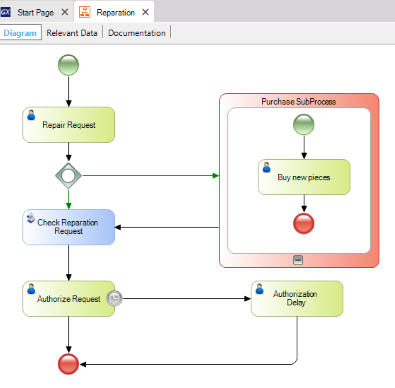 GX Start Page
Reparation
Diagram Relevant Data Documentation
Purchase SubProcess
Repair Request
Buy new pieces
Check Reparation
Request
Authorize Request
Authorization
Delay